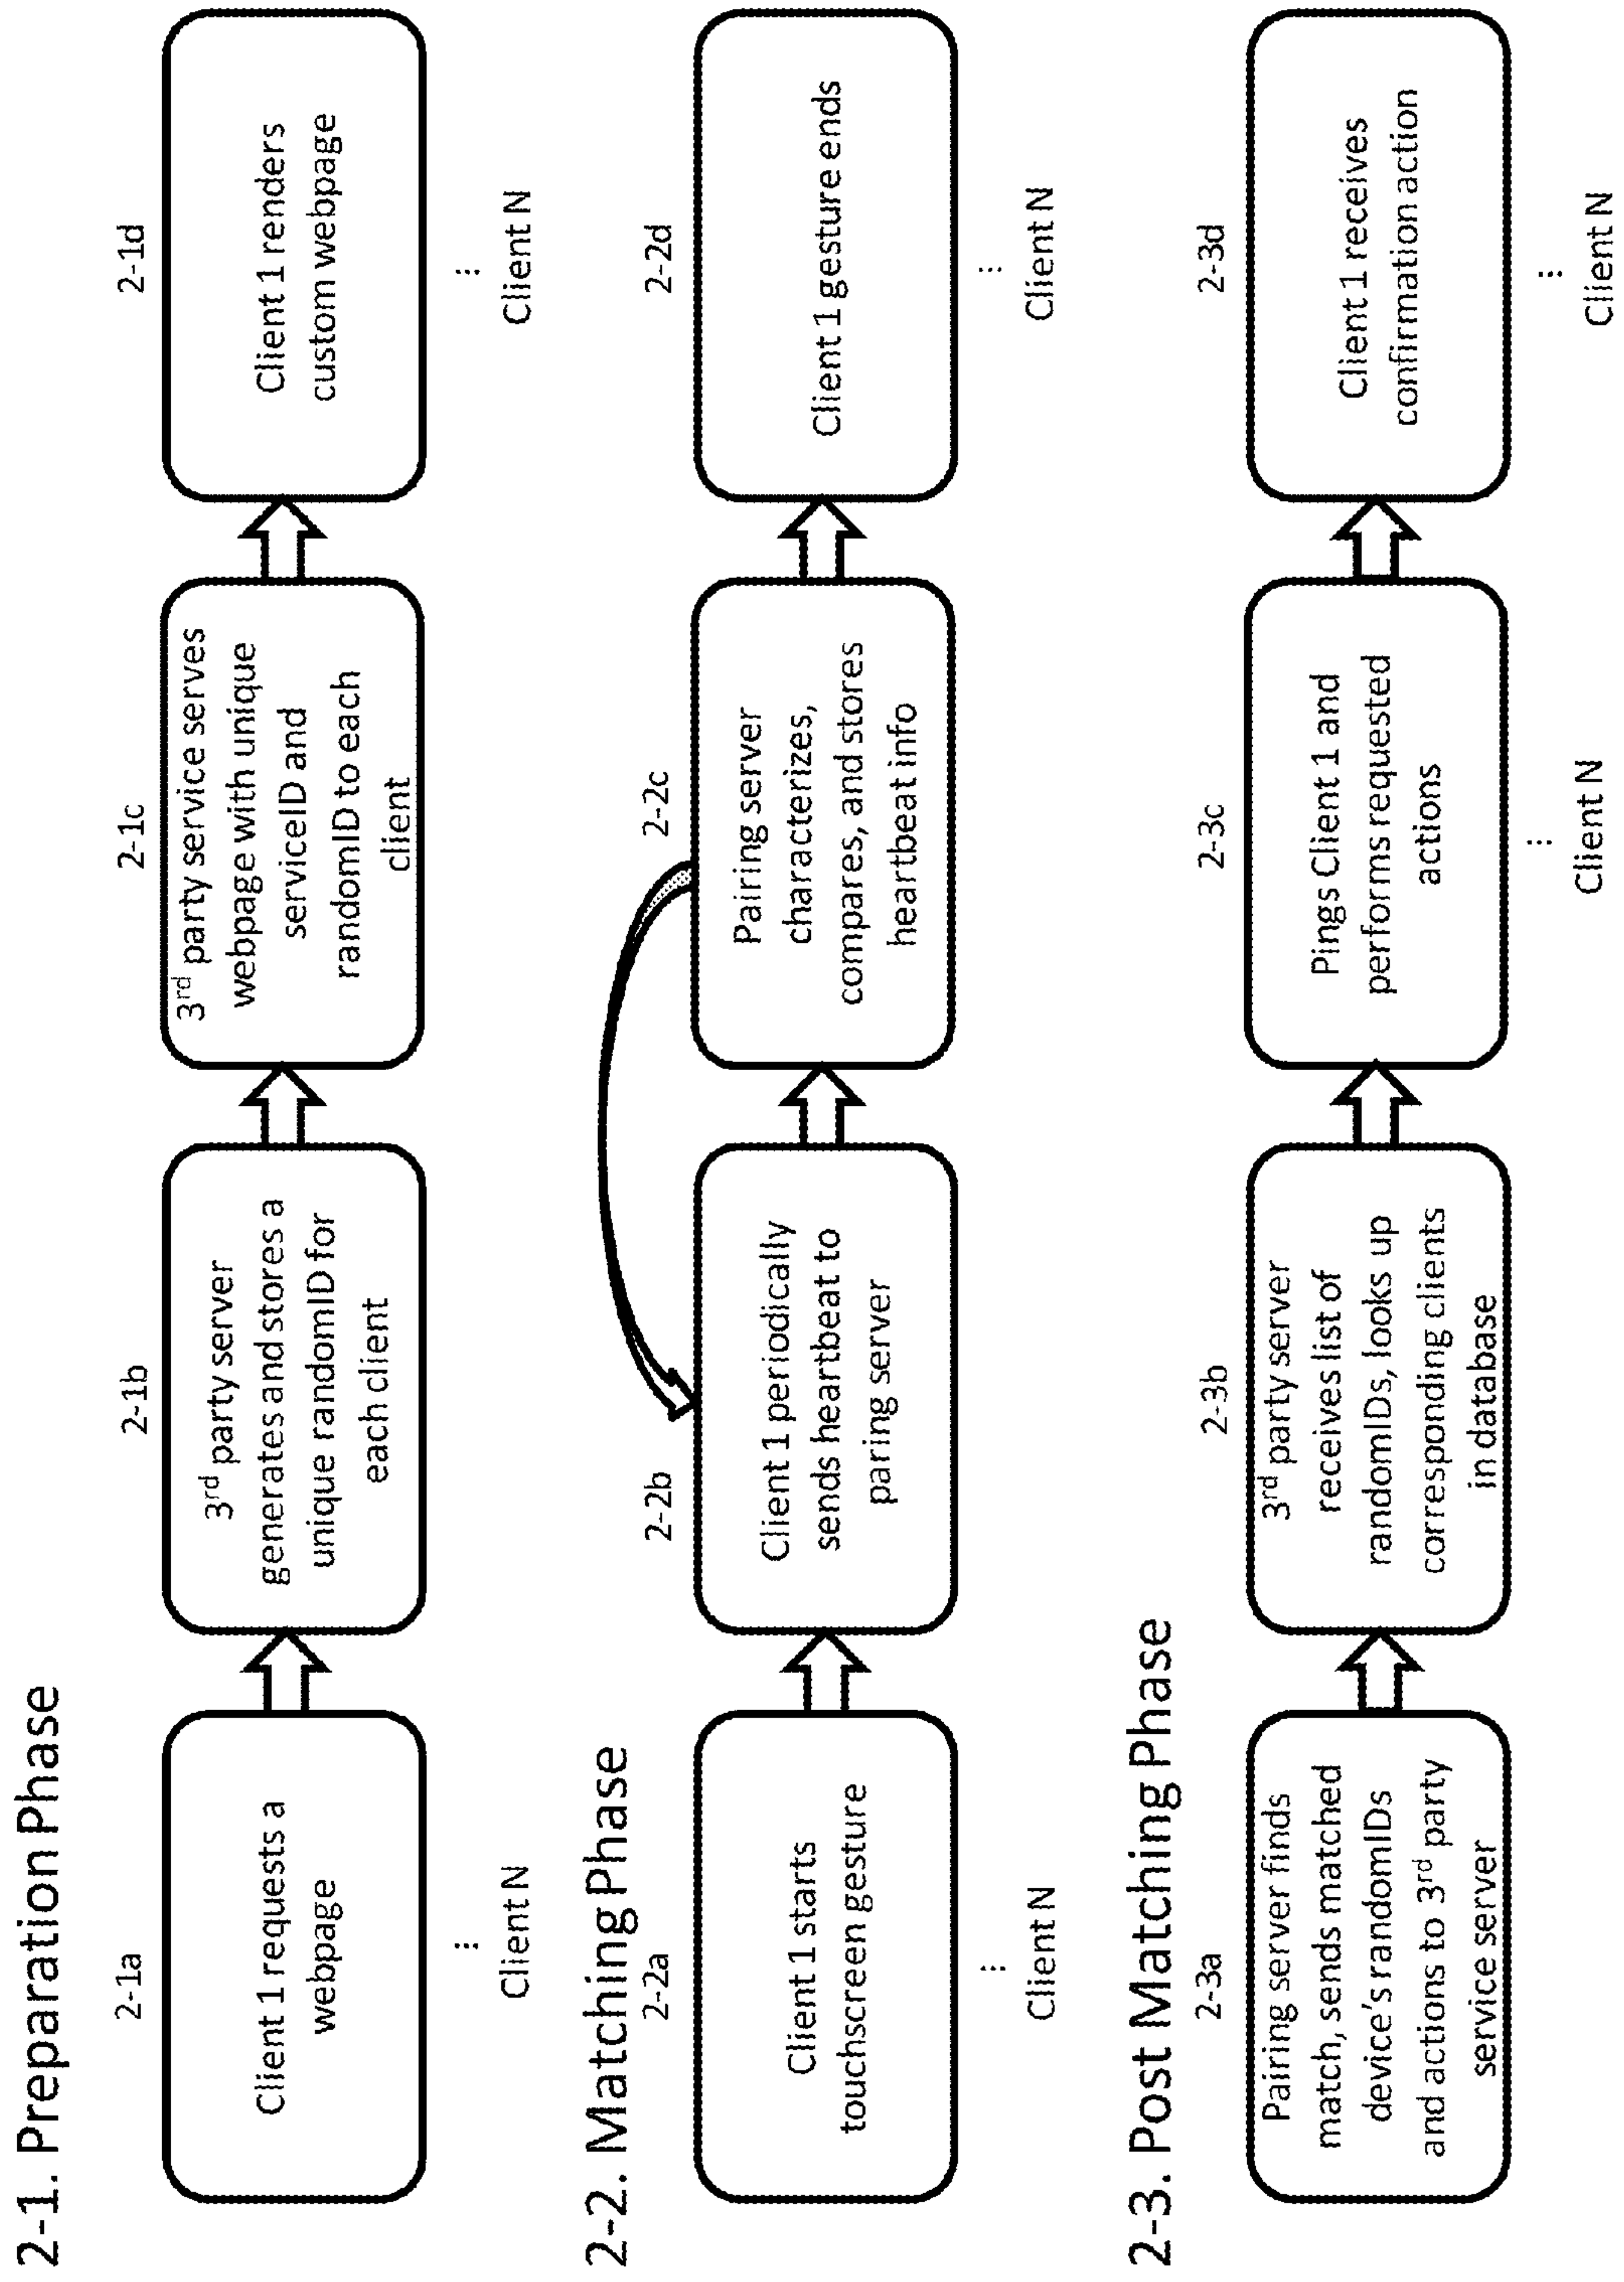 2-1. Preparation Phase
2-1a
Client 1 requests a
webpage
⋮
Client N
2-1b
3rd party server
generates and stores a
unique randomID for
each client
2-1c
3rd party service serves
webpage with unique
serviceID and
randomID to each
client
2-1d
Client 1 renders
custom webpage
⋮
Client N
2-2. Matching Phase
2-2a
Client 1 starts
touchscreen gesture
⋮
Client N
2-2b
Client 1 periodically
sends heartbeat to
paring server
2-2c
Pairing server
characterizes,
compares, and stores
heartbeat info
2-2d
Client 1 gesture ends
⋮
Client N
2-3. Post Matching Phase
2-3a
Pairing server finds
match, sends matched
device's randomIDs
and actions to 3rd party
service server
2-3b
3rd party server
receives list of
randomIDs, looks up
corresponding clients
in database
2-3c
Pings Client 1 and
performs requested
actions
⋮
Client N
2-3d
Client 1 receives
confirmation action
⋮
Client N